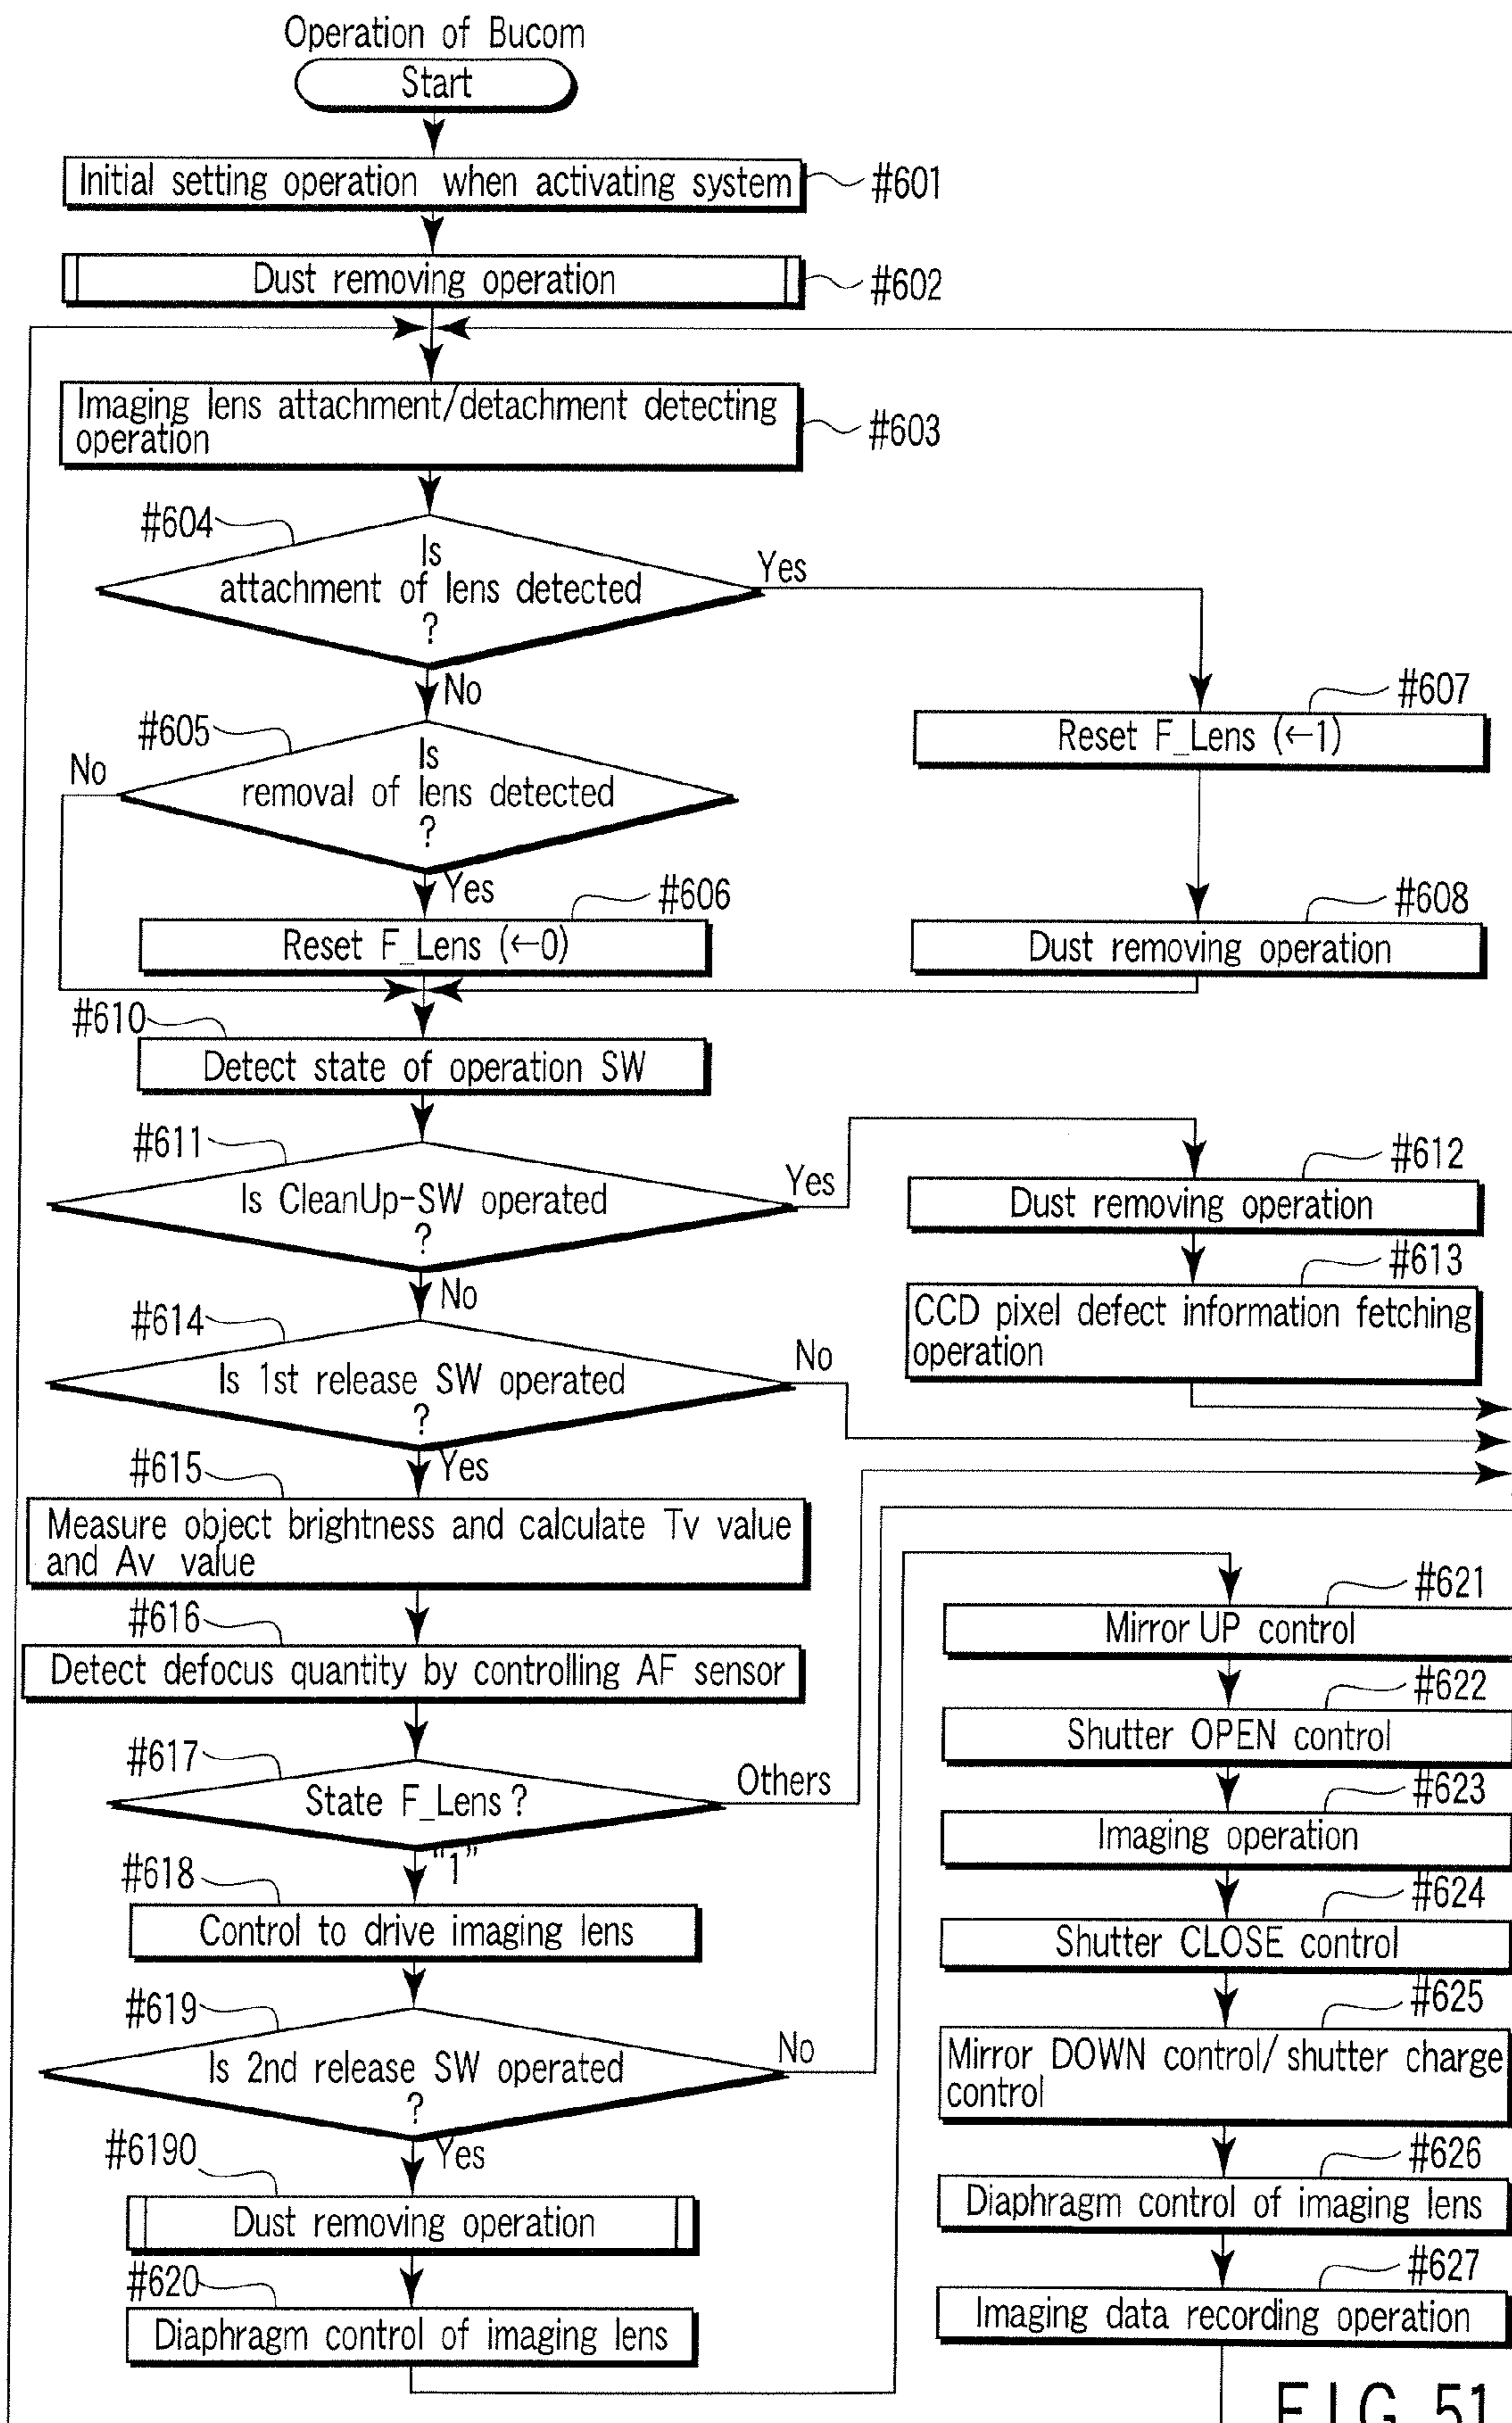 Operation of Bucom
Start
Initial setting operation when activating system
#601
Dust removing operation
#602
Imaging lens attachment/detachment detecting
operation
#603
#604
Is
attachment of lens detected
?
Yes
No
#605
Is
removal of lens detected
?
No
Yes
#606
Reset F_Lens (←0)
#607
Reset F_Lens (←1)
#608
Dust removing operation
#610
Detect state of operation SW
#611
Is CleanUp-SW operated
?
Yes
No
#612
Dust removing operation
#613
CCD pixel defect information fetching
operation
#614
Is 1st release SW operated
?
No
Yes
#615
Measure object brightness and calculate Tv value
and Av value
#616
Detect defocus quantity by controlling AF sensor
#617
State F_Lens ?
Others
"1"
#618
Control to drive imaging lens
#619
Is 2nd release SW operated
?
No
Yes
#6190
Dust removing operation
#620
Diaphragm control of imaging lens
#621
Mirror UP control
#622
Shutter OPEN control
#623
Imaging operation
#624
Shutter CLOSE control
#625
Mirror DOWN control/ shutter charge
control
#626
Diaphragm control of imaging lens
#627
Imaging data recording operation
FIG. 51